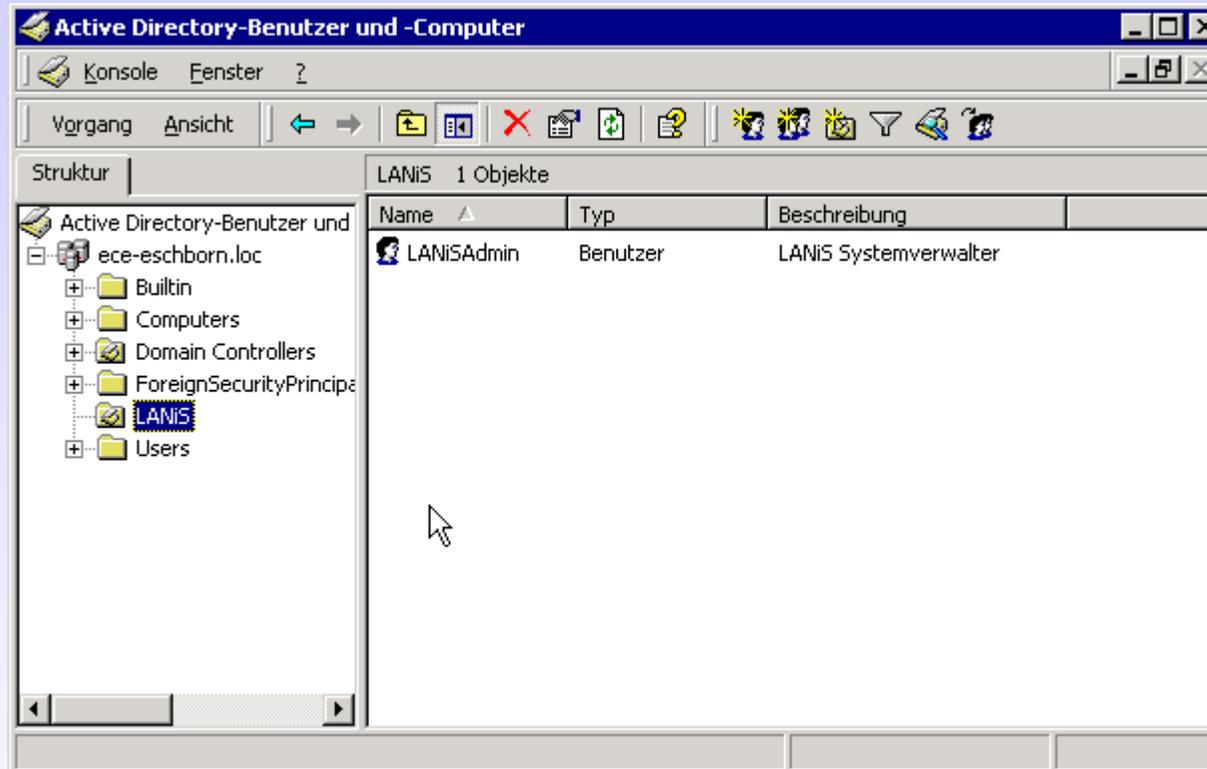 Active Directory-Benutzer und -Computer
Konsole Fenster ?
Vorgang Ansicht
Struktur
LANiS 1 Objekte
Active Directory-Benutzer und
ece-eschborn.loc
Builtin
Computers
Domain Controllers
ForeignSecurityPrincipa
LANiS
Users
Name Typ Beschreibung
LANiSAdmin Benutzer LANiS Systemverwalter